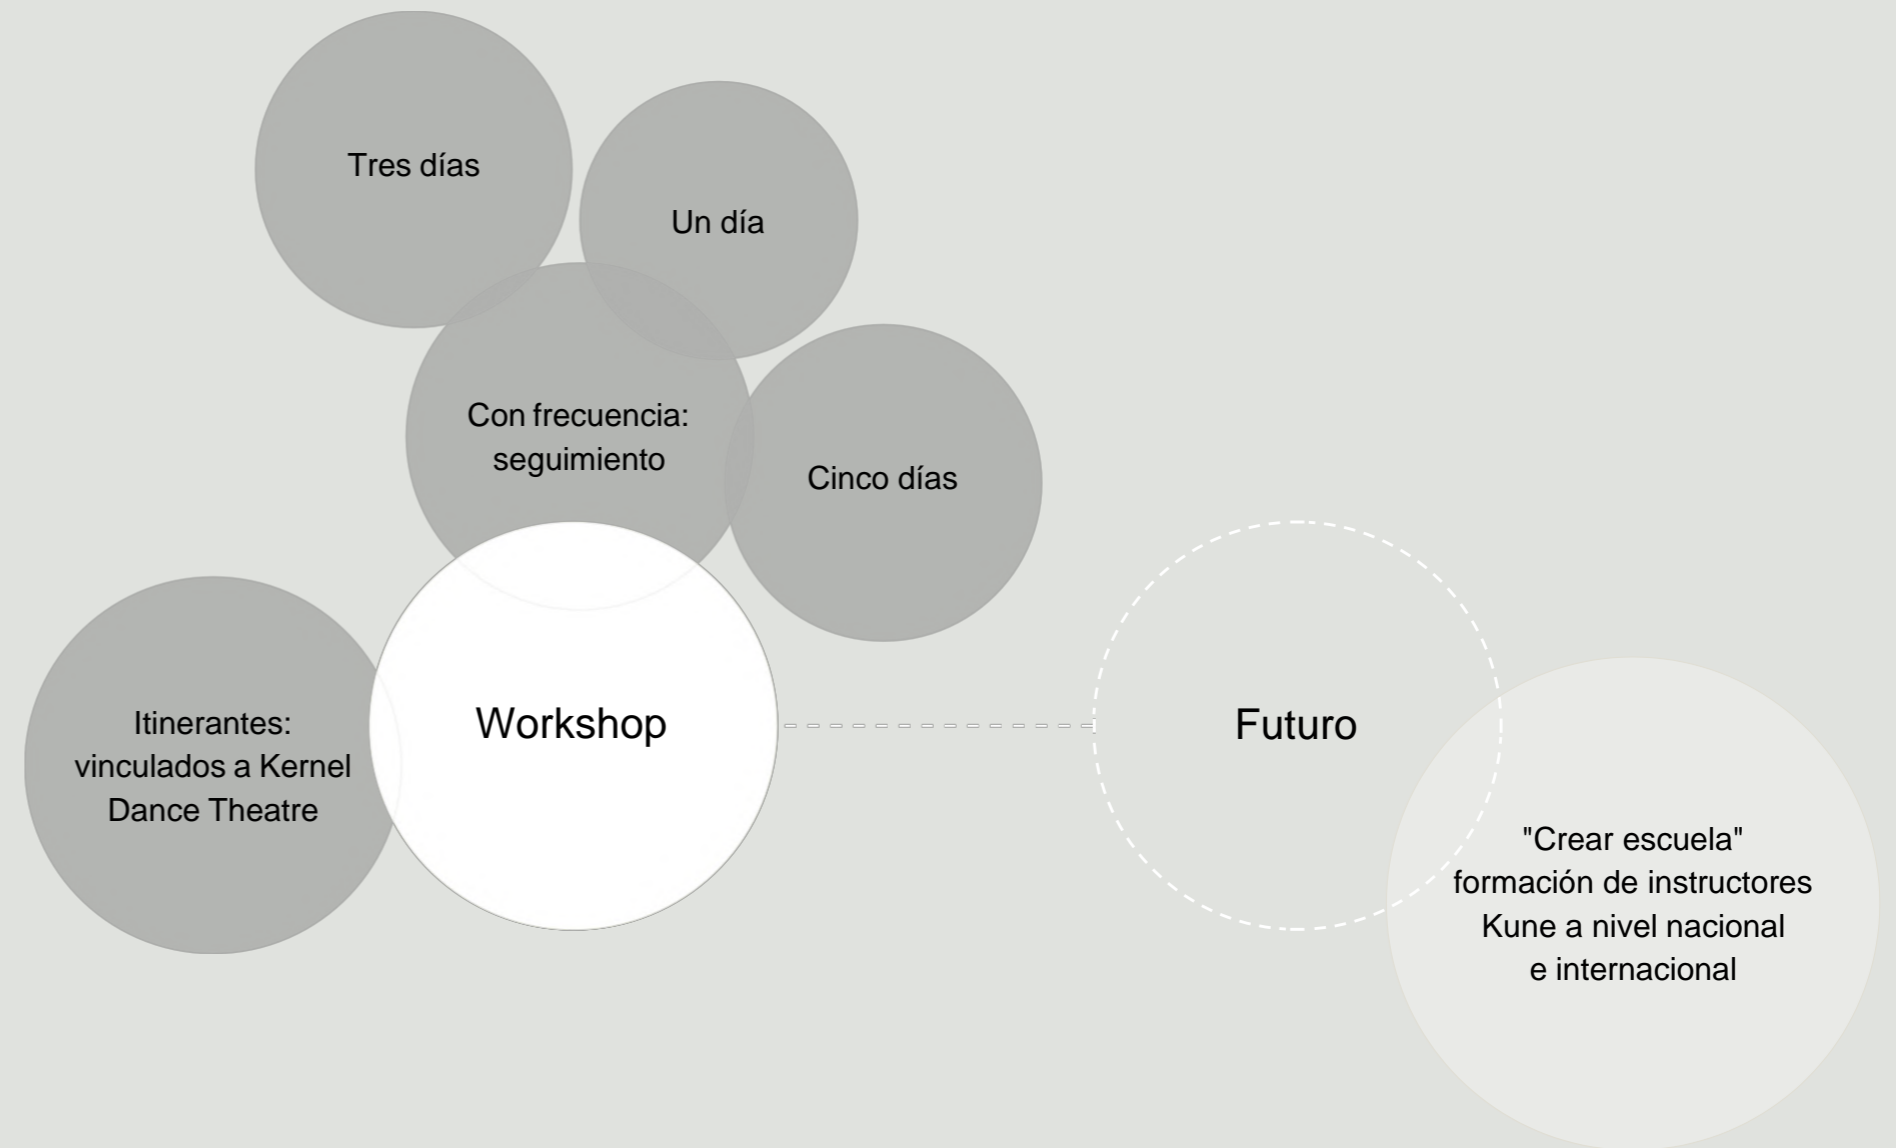 Tres días
Un día
Con frecuencia:
seguimiento
Cinco días
Itinerantes:
vinculados a Kernel
Dance Theatre
Workshop
Futuro
"Crear escuela"
formación de instructores
Kune a nivel nacional
e internacional